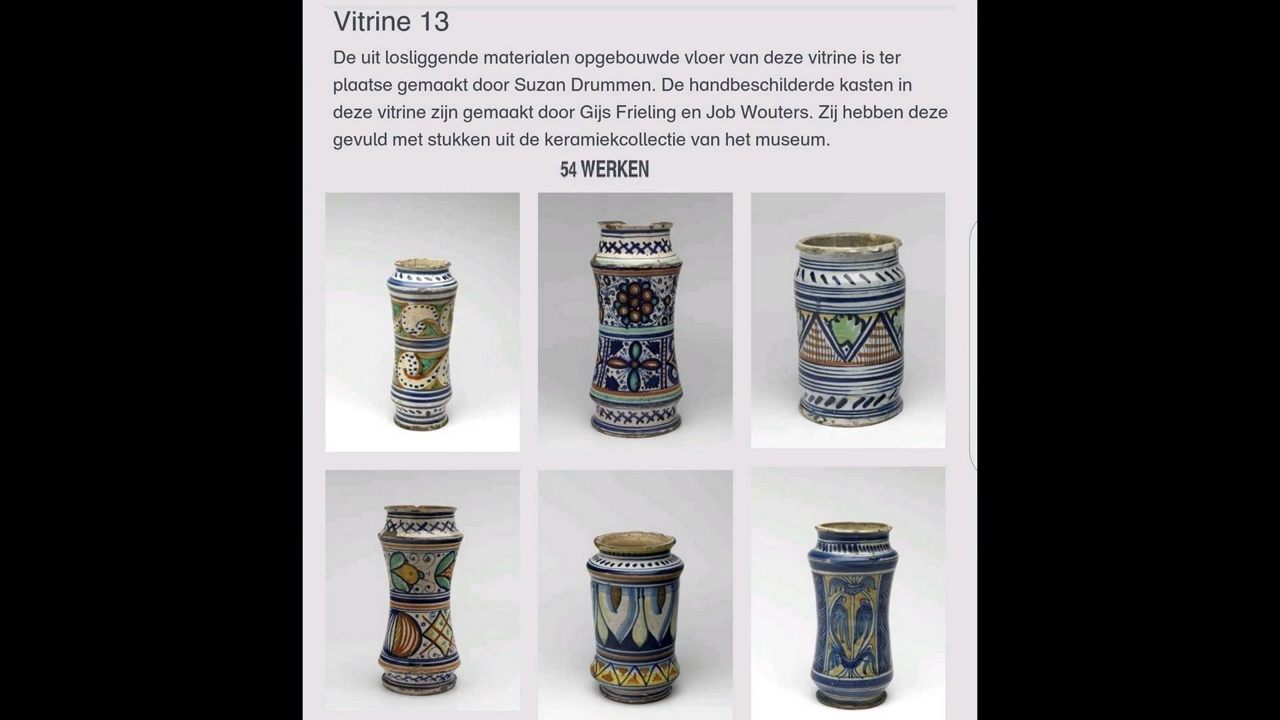 Vitrine 13
De uit losliggende materialen opgebouwde vloer van deze vitrine is ter
plaatse gemaakt door Suzan Drummen. De handbeschilderde kasten in
deze vitrine zijn gemaakt door Gijs Frieling en Job Wouters. Zij hebben deze
gevuld met stukken uit de keramiekcollectie van het museum.
54 WERKEN